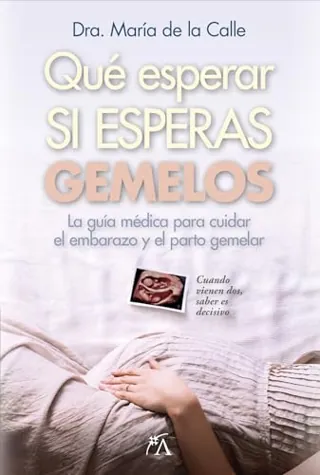 Dra. María de la Calle
Qué esperar
SI ESPERAS
GEMELOS
La guía médica para cuidar
el embarazo y el parto gemelar
Cuando
vienen dos,
saber es
decisivo